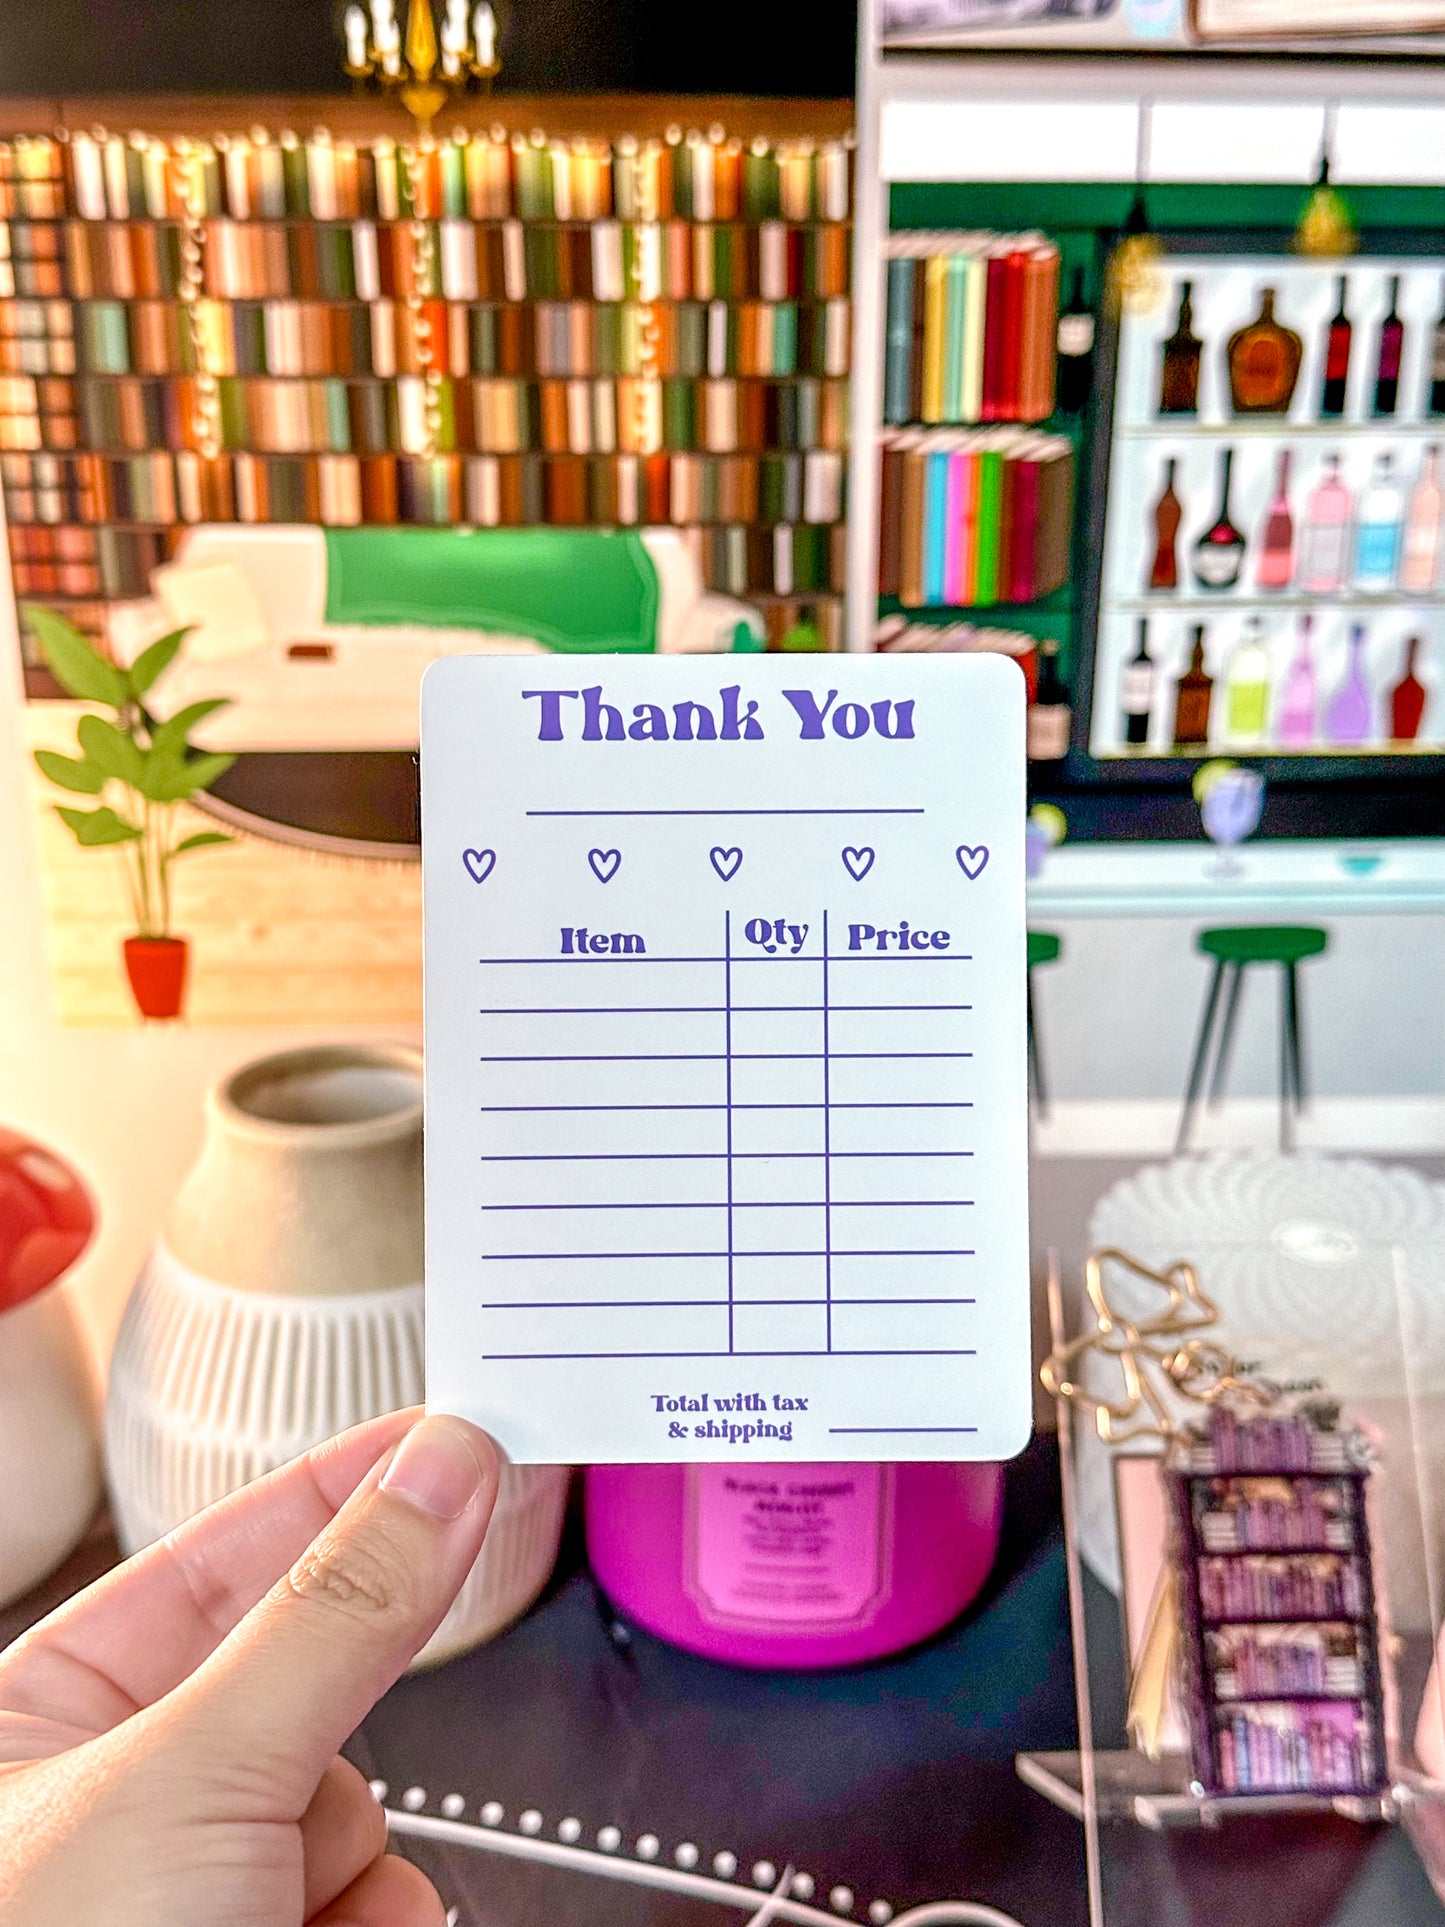 Thank You
Item Qty Price
Total with tax
& shipping